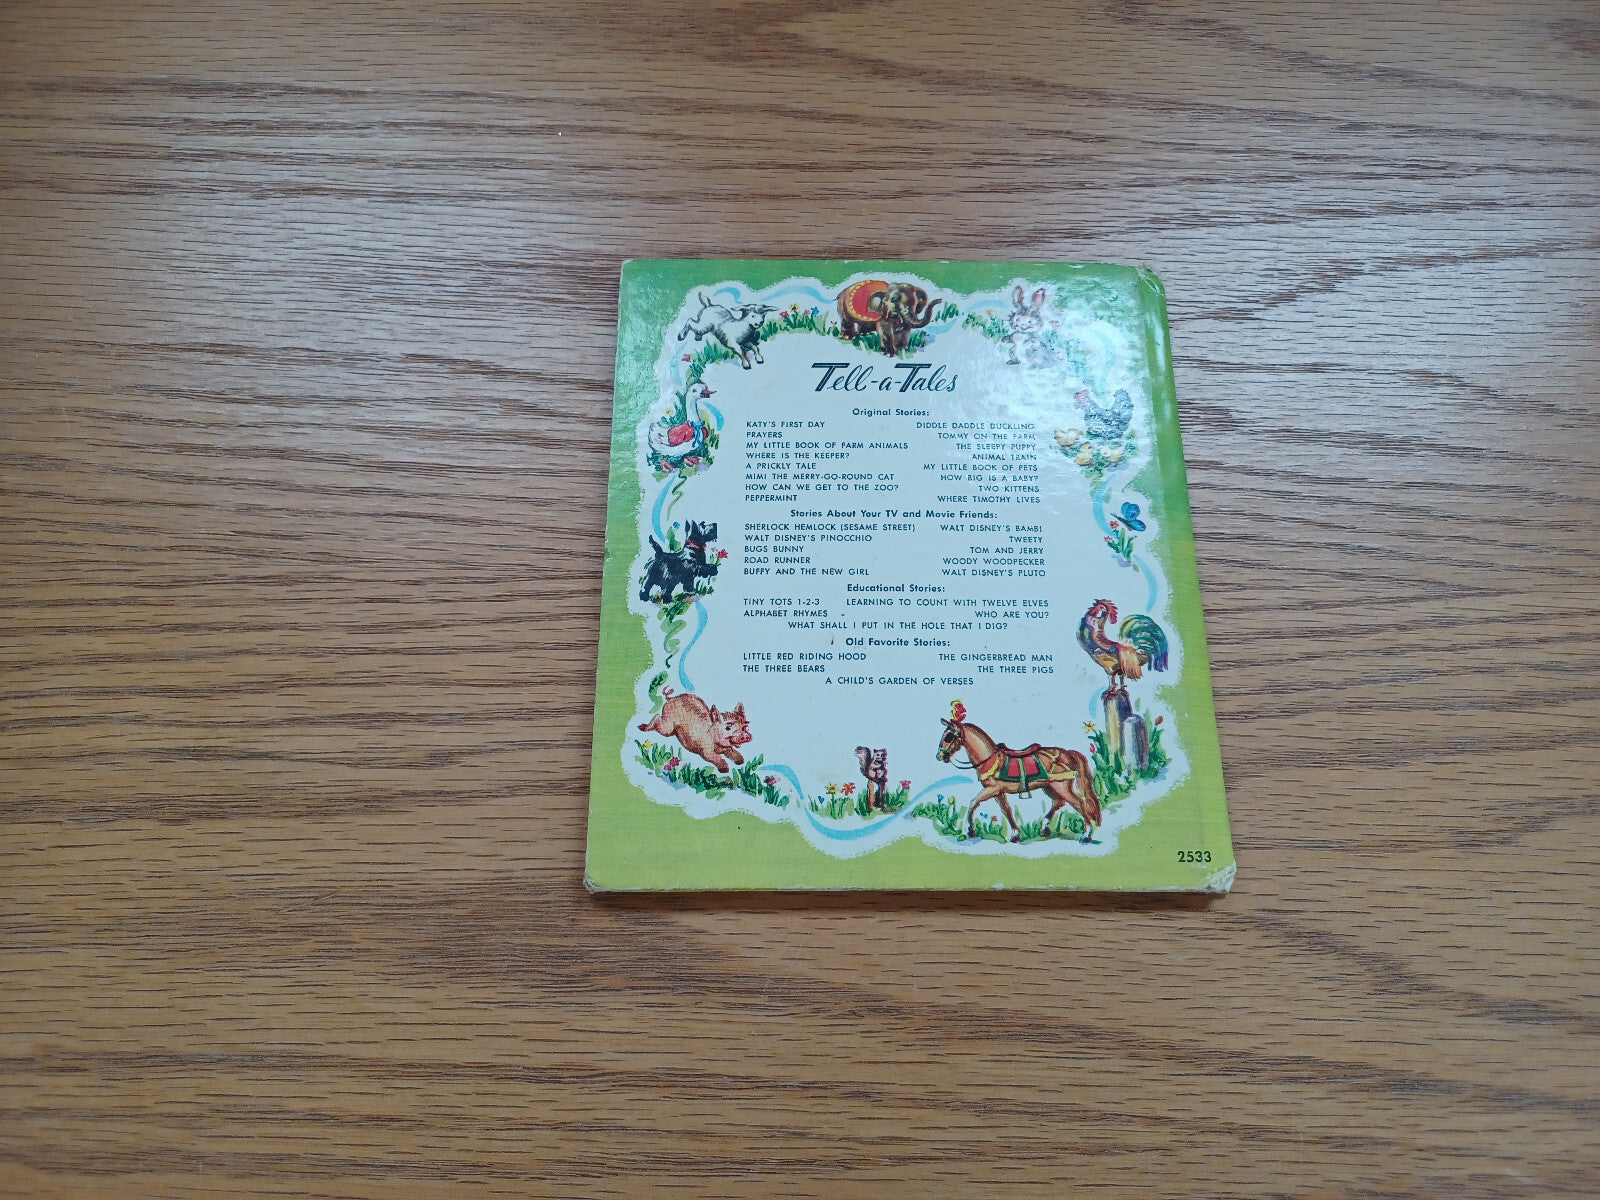 Tell-a-Tales
Original Stories:
KATY'S FIRST DAY DIDDLE DADDLE DUCKLING
PRAYERS TOMMY ON THE FARM
MY LITTLE BOOK OF FARM ANIMALS THE SLEEPY PUPPY
WHERE IS THE KEEPER? ANIMAL TRAIN
A PRICKLY TALE MY LITTLE BOOK OF PETS
MIMI THE MERRY-GO-ROUND CAT HOW BIG IS A BABY?
HOW CAN WE GET TO THE ZOO? TWO KITTENS
PEPPERMINT WHERE TIMOTHY LIVES
Stories About Your TV and Movie Friends:
SHERLOCK HEMLOCK (SESAME STREET) WALT DISNEY'S BAMBI
WALT DISNEY'S PINOCCHIO TWEETY
BUGS BUNNY TOM AND JERRY
ROAD RUNNER WOODY WOODPECKER
BUFFY AND THE NEW GIRL WALT DISNEY'S PLUTO
Educational Stories:
TINY TOTS 1-2-3 LEARNING TO COUNT WITH TWELVE ELVES
ALPHABET RHYMES WHO ARE YOU?
WHAT SHALL I PUT IN THE HOLE THAT I DIG?
Old Favorite Stories:
LITTLE RED RIDING HOOD THE GINGERBREAD MAN
THE THREE BEARS THE THREE PIGS
A CHILD'S GARDEN OF VERSES
2533